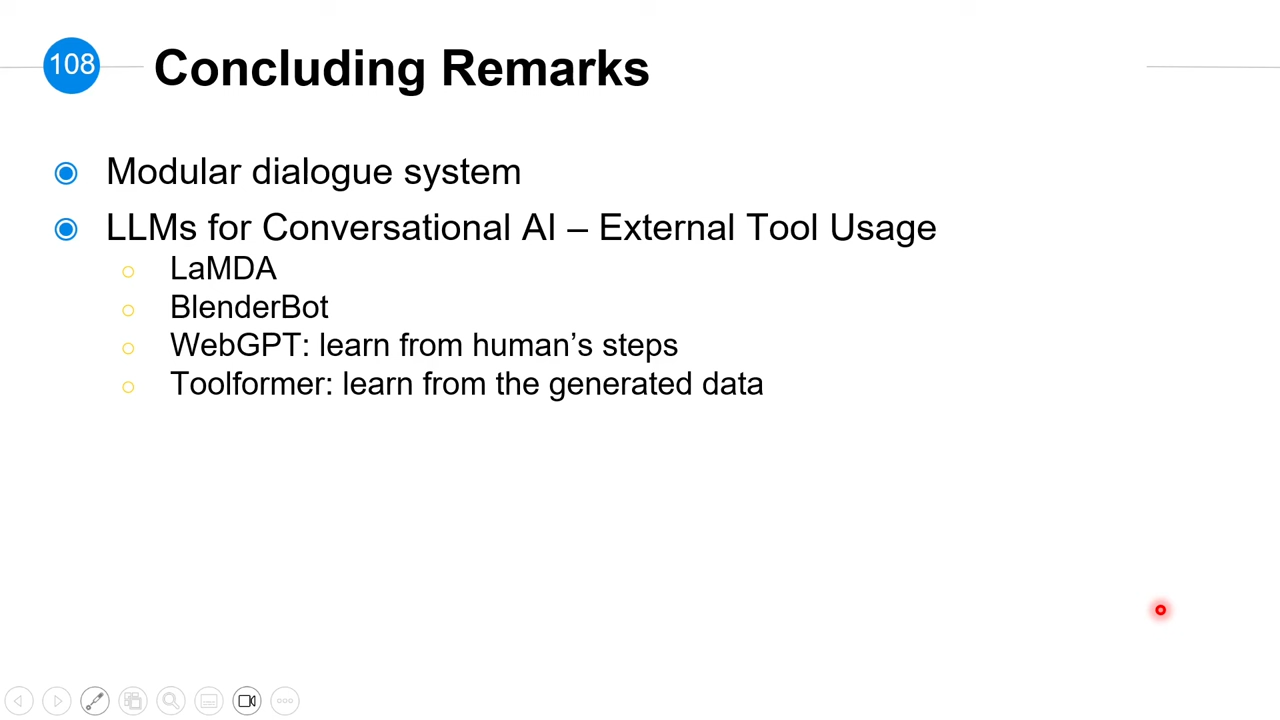 108
Concluding Remarks
Modular dialogue system
LLMs for Conversational AI – External Tool Usage
LaMDA
BlenderBot
WebGPT: learn from human’s steps
Toolformer: learn from the generated data